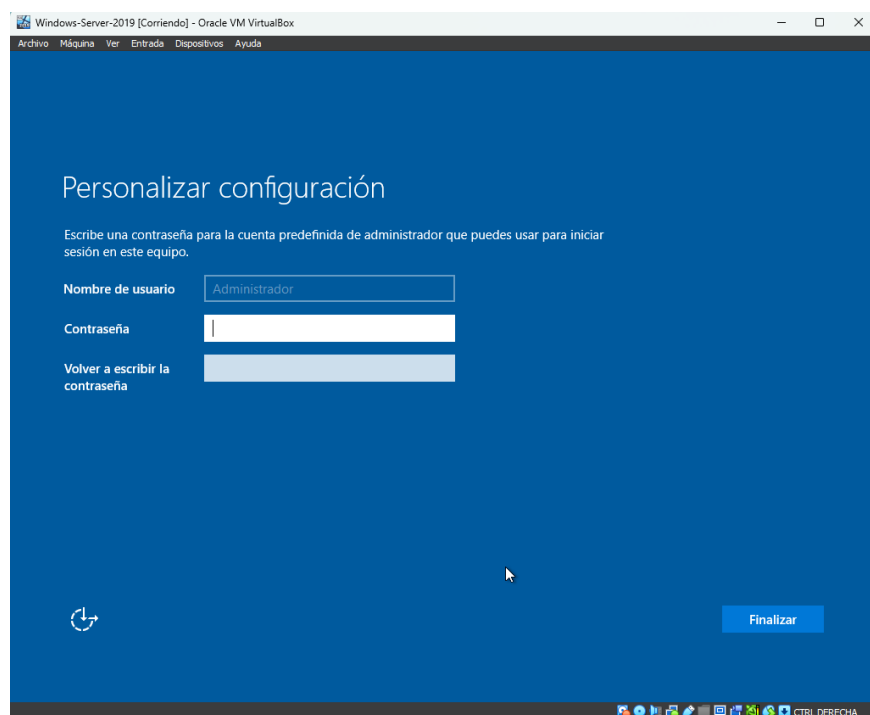 Windows-Server-2019 [Corriendo] - Oracle VM VirtualBox
Archivo Máquina Ver Entrada Dispositivos Ayuda
Personalizar configuración
Escribe una contraseña para la cuenta predefinida de administrador que puedes usar para iniciar
sesión en este equipo.
Nombre de usuario Administrador
Contraseña
Volver a escribir la
contraseña
Finalizar
CTRL DERECHA